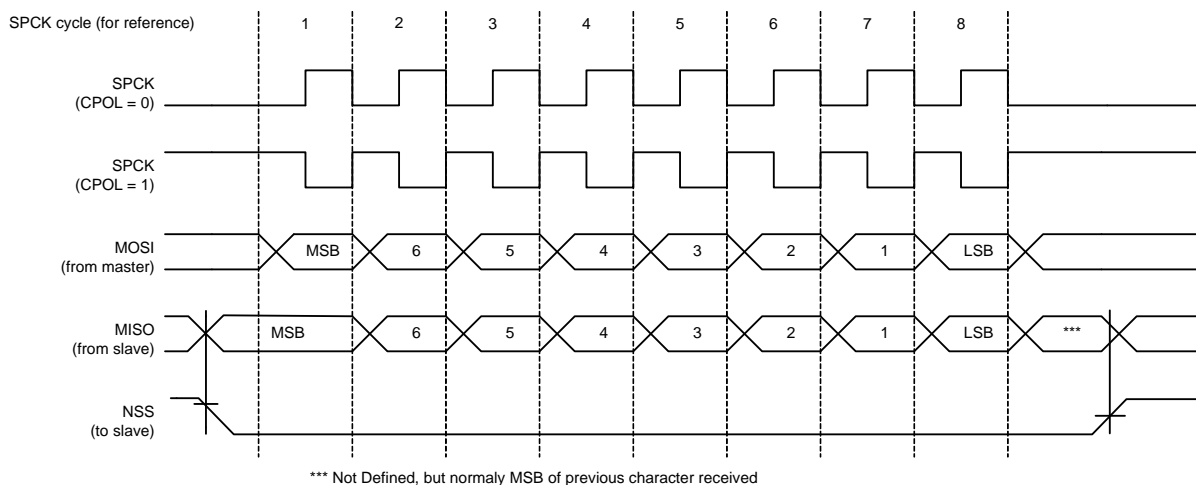 SPCK cycle (for reference) 1 2 3 4 5 6 7 8
SPCK
(CPOL = 0)
SPCK
(CPOL = 1)
MOSI
(from master)
MSB 6 5 4 3 2 1 LSB
MISO
(from slave)
MSB 6 5 4 3 2 1 LSB ***
NSS
(to slave)
*** Not Defined, but normaly MSB of previous character received